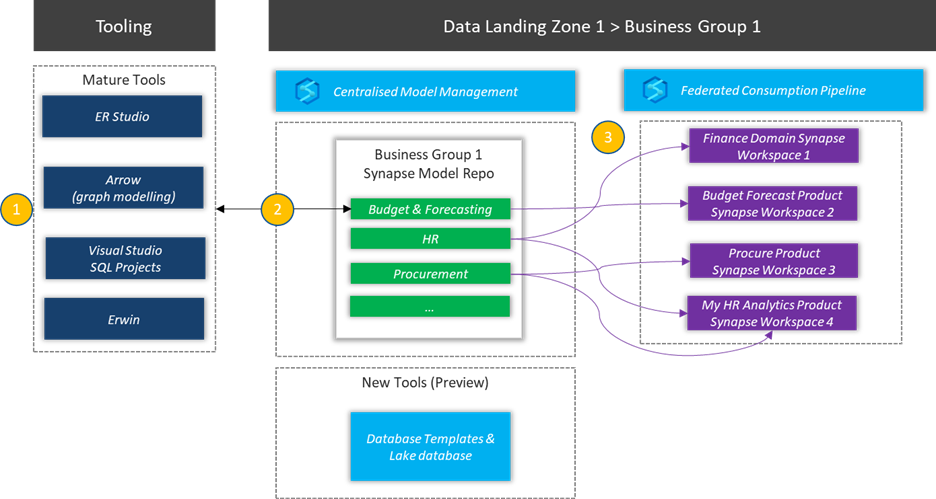 Tooling
Data Landing Zone 1 > Business Group 1
Mature Tools
ER Studio
Arrow
(graph modelling)
Visual Studio
SQL Projects
Erwin
1
Centralised Model Management
Federated Consumption Pipeline
2
Business Group 1
Synapse Model Repo
Budget & Forecasting
HR
Procurement
...
3
Finance Domain Synapse
Workspace 1
Budget Forecast Product
Synapse Workspace 2
Procure Product
Synapse Workspace 3
My HR Analytics Product
Synapse Workspace 4
New Tools (Preview)
Database Templates &
Lake database